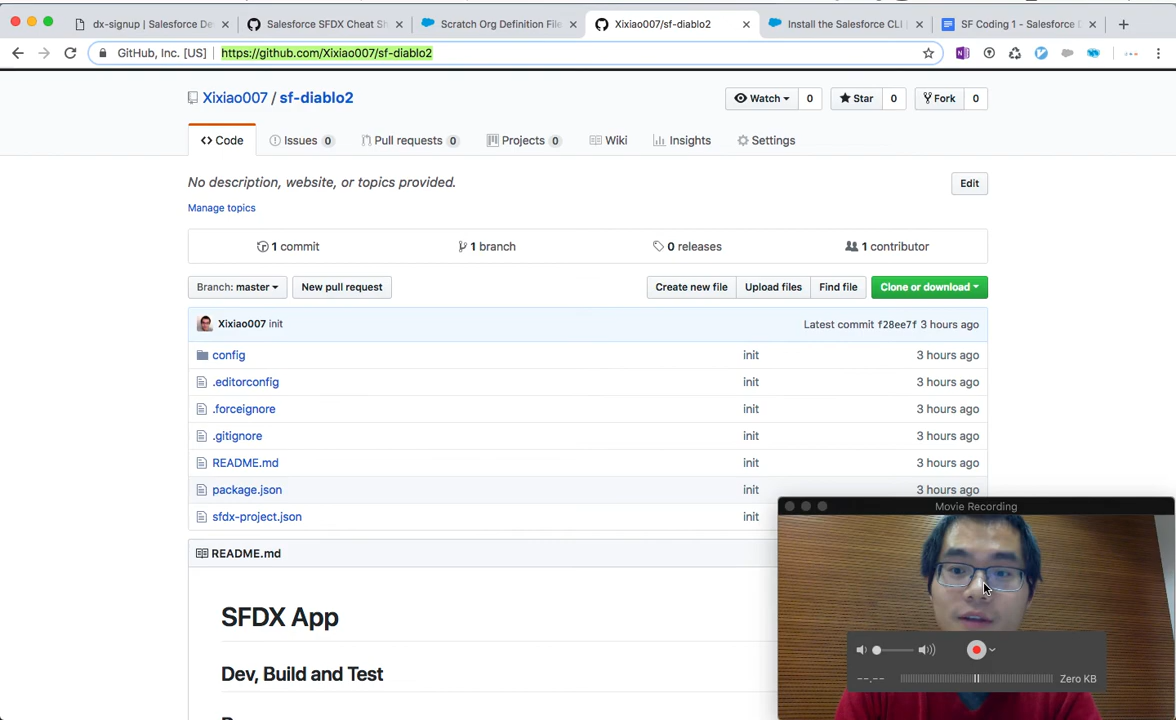 dx-signup | Salesforce De
Salesforce SFDX Cheat Sh
Scratch Org Definition File
Xixiao007/sf-diablo2
Install the Salesforce CLI
SF Coding 1 - Salesforce D
GitHub, Inc. [US] | https://github.com/Xixiao007/sf-diablo2
Xixiao007 / sf-diablo2
Watch 0
Star 0
Fork 0
Code
Issues 0
Pull requests 0
Projects 0
Wiki
Insights
Settings
No description, website, or topics provided.
Edit
Manage topics
1 commit
1 branch
0 releases
1 contributor
Branch: master
New pull request
Create new file
Upload files
Find file
Clone or download
Xixiao007 init
Latest commit f28ee7f 3 hours ago
config init 3 hours ago
.editorconfig init 3 hours ago
.forceignore init 3 hours ago
.gitignore init 3 hours ago
README.md init 3 hours ago
package.json init 3 hours ago
sfdx-project.json init
Movie Recording
README.md
SFDX App
--.--
Zero KB
Dev, Build and Test